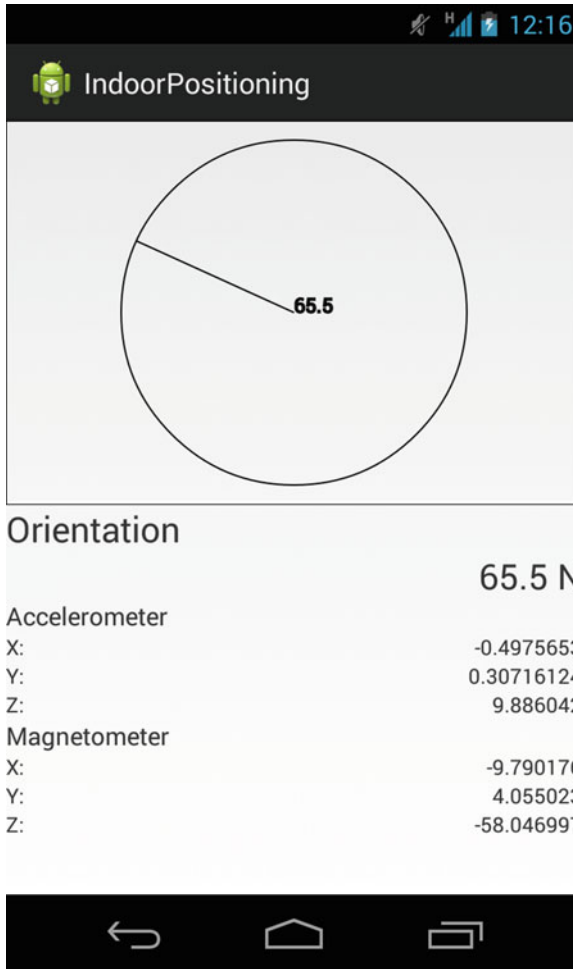 H 12:16
IndoorPositioning
65.5
Orientation
65.5 N
Accelerometer
X: -0.4975653
Y: 0.30716124
Z: 9.886042
Magnetometer
X: -9.790170
Y: 4.055023
Z: -58.046997